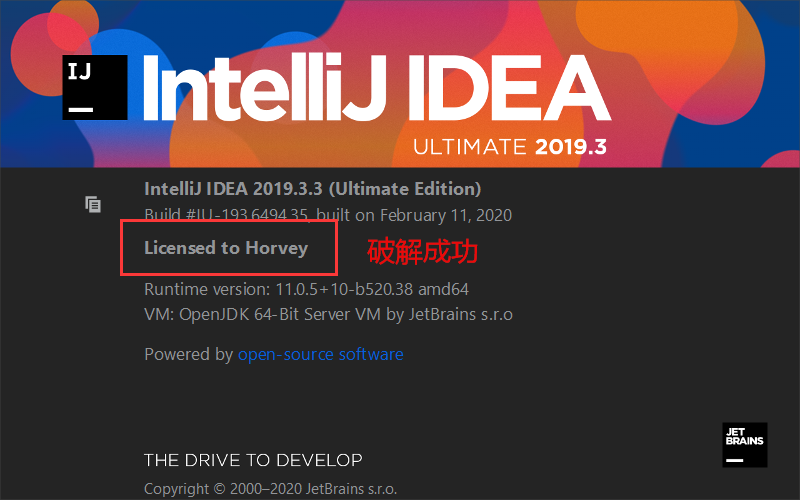 IJ
IntelliJ IDEA
ULTIMATE 2019.3
IntelliJ IDEA 2019.3.3 (Ultimate Edition)
Build #IU-193.6494.35, built on February 11, 2020
Licensed to Horvey
破解成功
Runtime version: 11.0.5+10-b520.38 amd64
VM: OpenJDK 64-Bit Server VM by JetBrains s.r.o
Powered by open-source software
JET
BRAINS
THE DRIVE TO DEVELOP
Copyright © 2000–2020 JetBrains s.r.o.